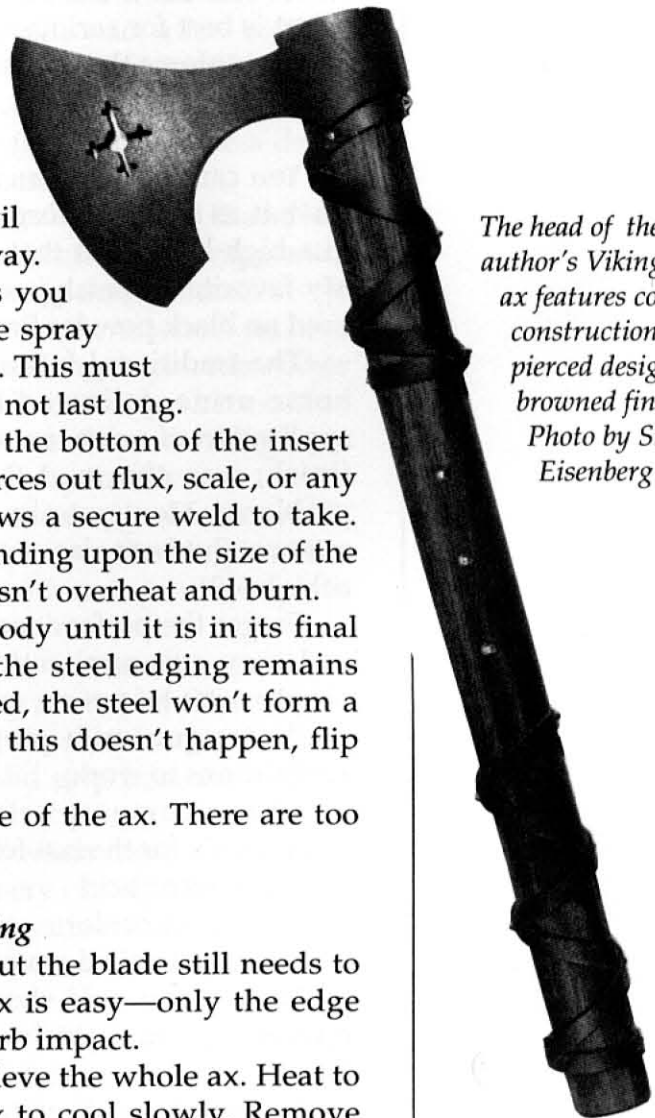 il
vay.
s you
e spray
. This must
not last long.
the bottom of the insert
rces out flux, scale, or any
ws a secure weld to take.
nding upon the size of the
sn't overheat and burn.
ody until it is in its final
the steel edging remains
ed, the steel won't form a
this doesn't happen, flip
e of the ax. There are too
ng
ut the blade still needs to
x is easy—only the edge
rb impact.
ieve the whole ax. Heat to
x to cool slowly. Remove
The head of the
author's Viking
ax features co
construction
pierced desig
browned fin
Photo by S
Eisenberg